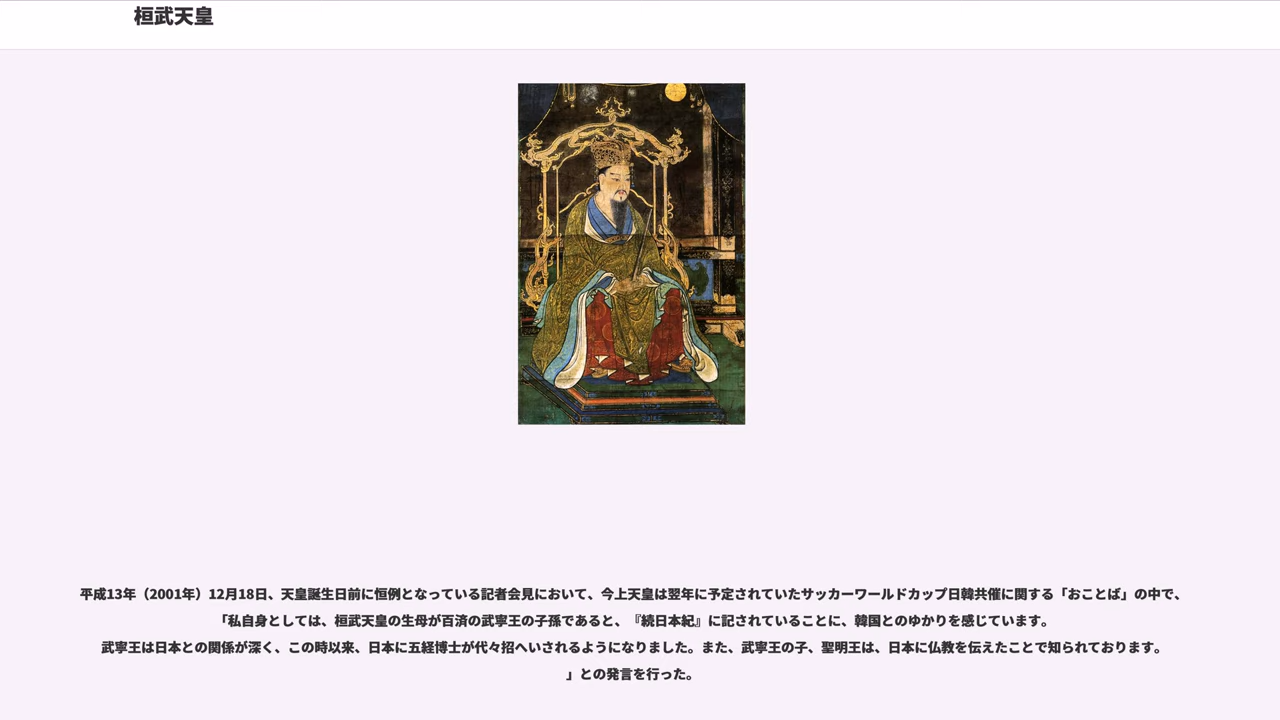 桓武天皇
平成13年（2001年）12月18日、天皇誕生日前に恒例となっている記者会見において、今上天皇は翌年に予定されていたサッカーワールドカップ日韓共催に関する「おことば」の中で、
「私自身としては、桓武天皇の生母が百済の武寧王の子孫であると、『続日本紀』に記されていることに、韓国とのゆかりを感じています。
武寧王は日本との関係が深く、この時以来、日本に五経博士が代々招へいされるようになりました。また、武寧王の子、聖明王は、日本に仏教を伝えたことで知られております。
」との発言を行った。